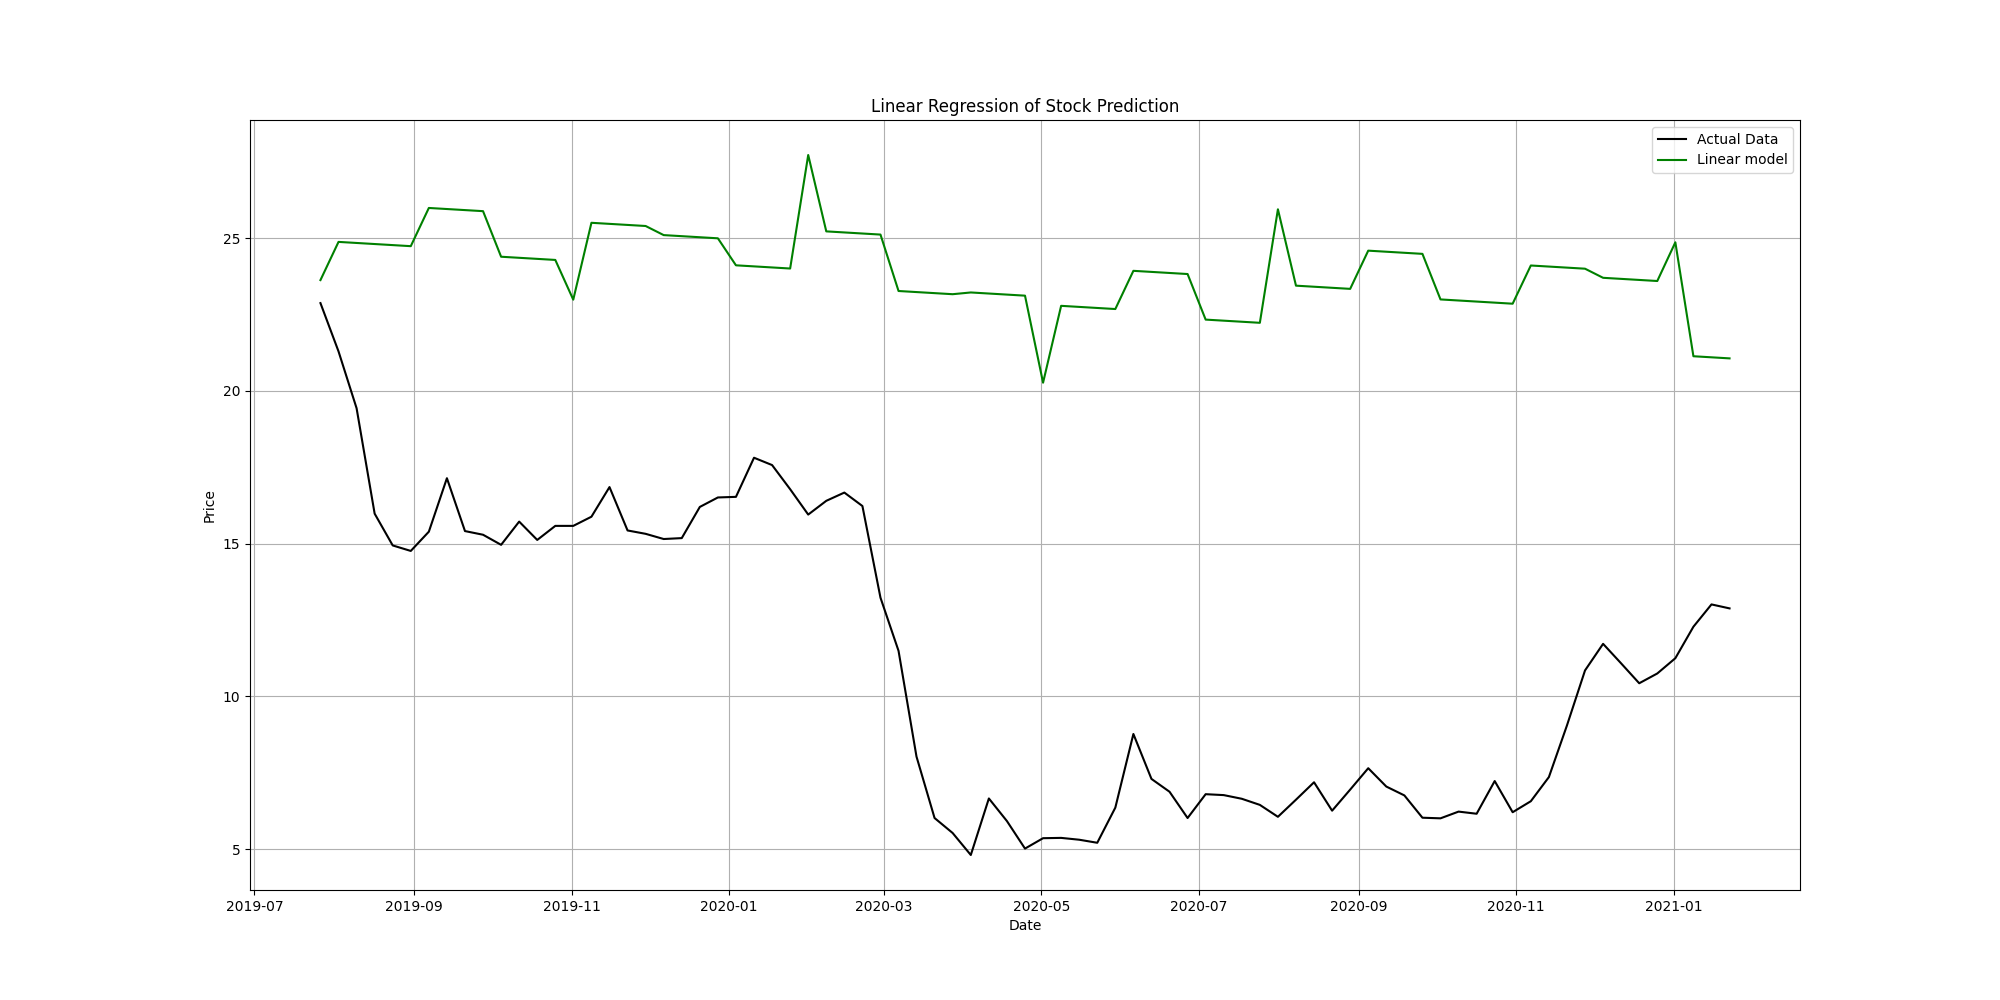 Linear Regression of Stock Prediction
Actual Data
Linear model
25
20
15
10
5
Price
2019-07 2019-09 2019-11 2020-01 2020-03 2020-05 2020-07 2020-09 2020-11 2021-01
Date